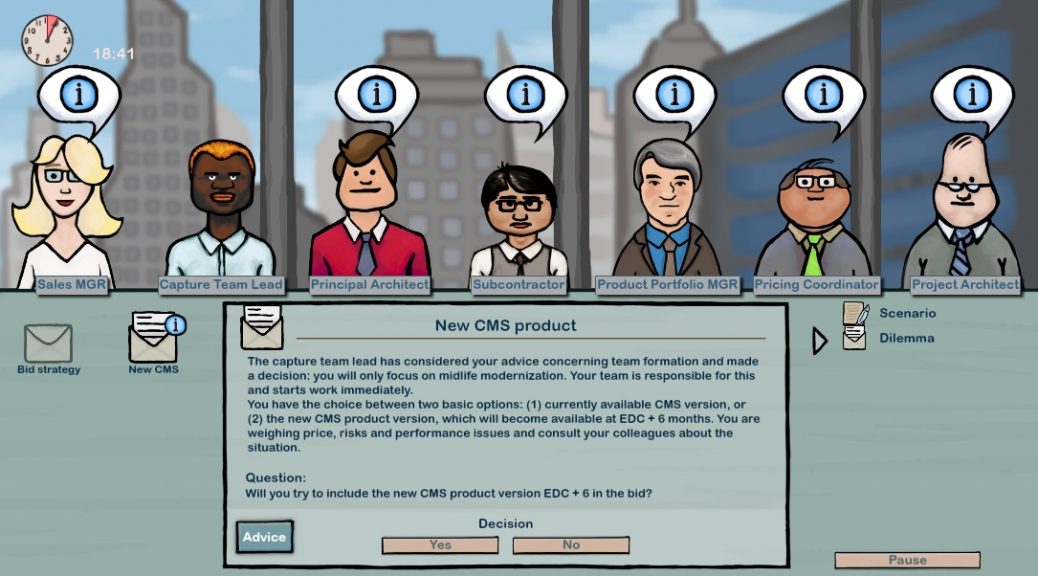 18:41
i i i i i i
Sales MGR
Capture Team Lead
Principal Architect
Subcontractor
Product Portfolio MGR
Pricing Coordinator
Project Architect
Bid strategy
i
New CMS
New CMS product
The capture team lead has considered your advice concerning team formation and made
a decision: you will only focus on midlife modernization. Your team is responsible for this
and starts work immediately.
You have the choice between two basic options: (1) currently available CMS version, or
(2) the new CMS product version, which will become available at EDC + 6 months. You are
weighing price, risks and performance issues and consult your colleagues about the
situation.
Question:
Will you try to include the new CMS product version EDC + 6 in the bid?
Advice
Decision
Yes
No
Scenario
Dilemma
Pause